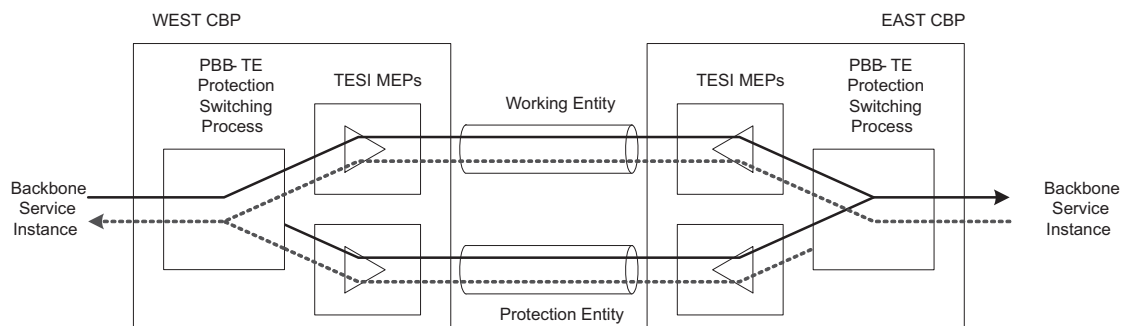 WEST CBP
EAST CBP
PBB- TE
Protection
Switching
Process
TESI MEPs
Working Entity
TESI MEPs
PBB- TE
Protection
Switching
Process
Backbone
Service
Instance
Backbone
Service
Instance
Protection Entity